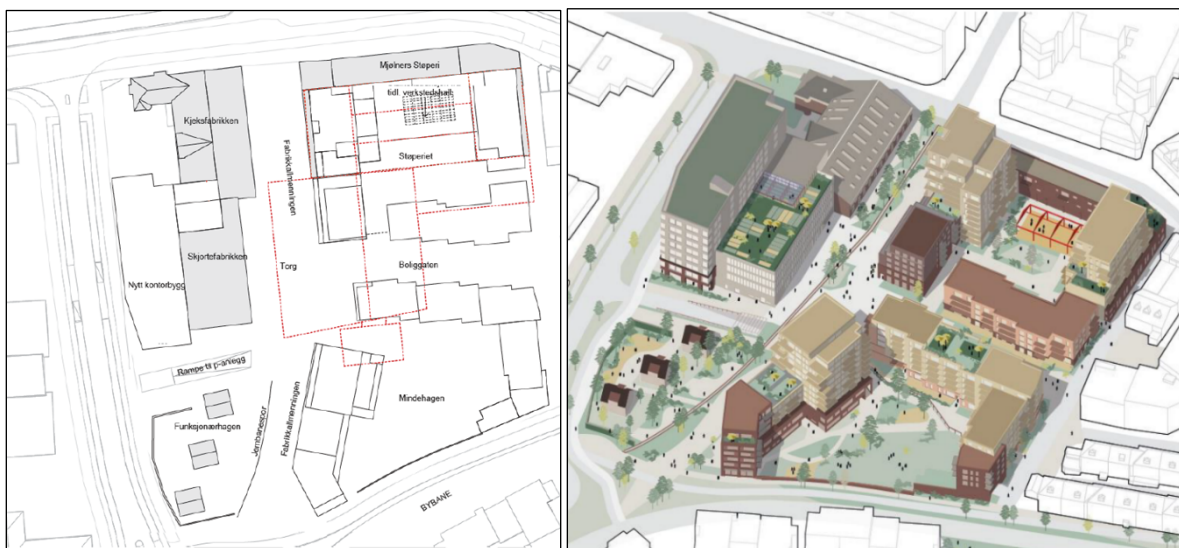 Mjølners Støperi
tidl. verkstedshall
Kjeksfabrikken
Fabrikkallmenningen
Støperiet
Skjortefabrikken
Torg
Boliggaten
Nytt kontorbygg
Rampe til p-anlegg
Mindehagen
Funksjonærhagen
Jernbanespor
Fabrikkallmenningen
BYBANE